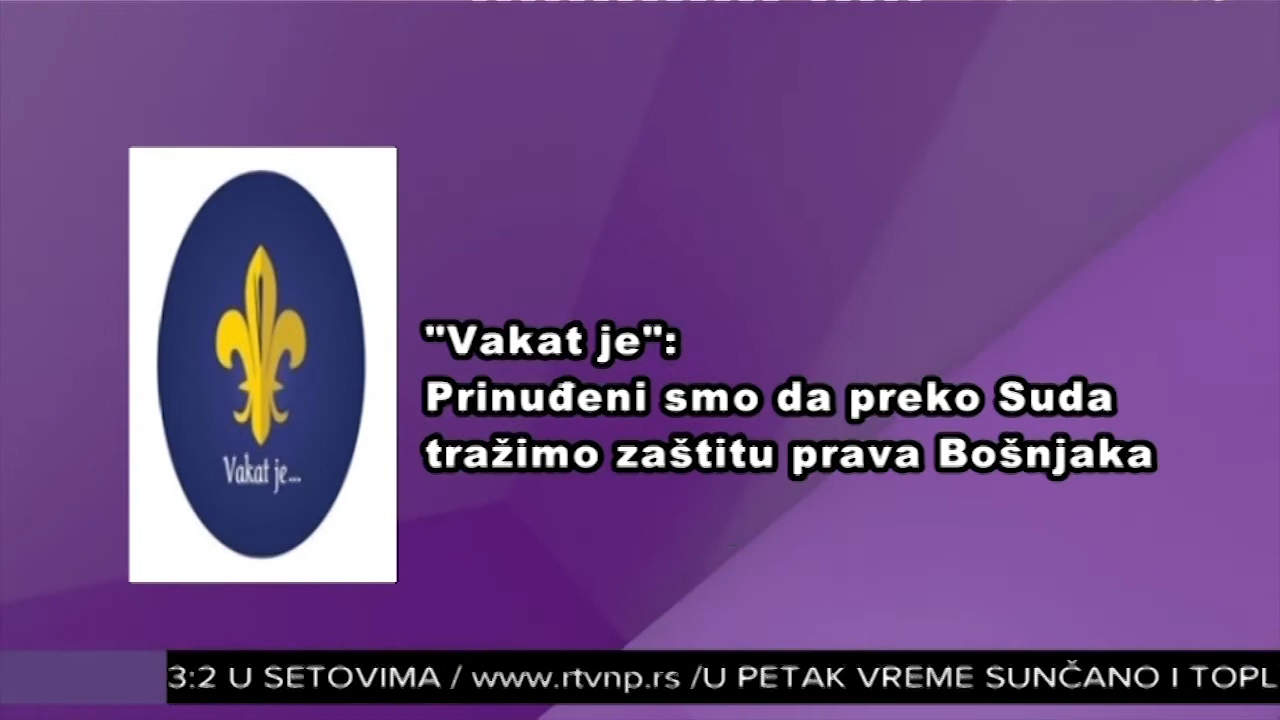 Vakat je...
"Vakat je":
Prinuđeni smo da preko Suda
tražimo zaštitu prava Bošnjaka
3:2 U SETOVIMA / www.rtvnp.rs /U PETAK VREME SUNČANO I TOPL